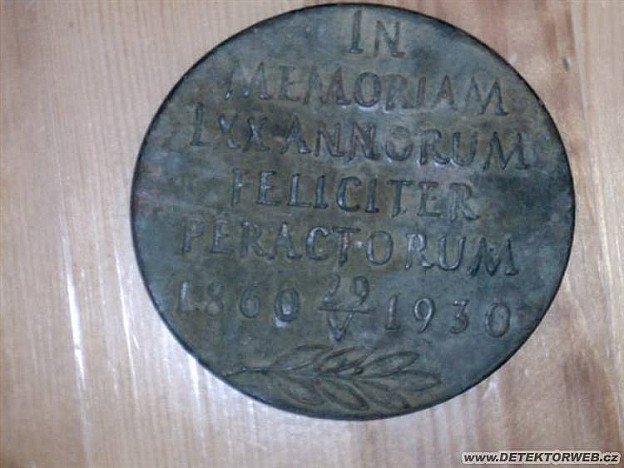 IN
MEMORIAM
LXX ANNORUM
FELICITER
PERACTORUM
1860 29/V 1930
www.DETEKTORWEB.cz